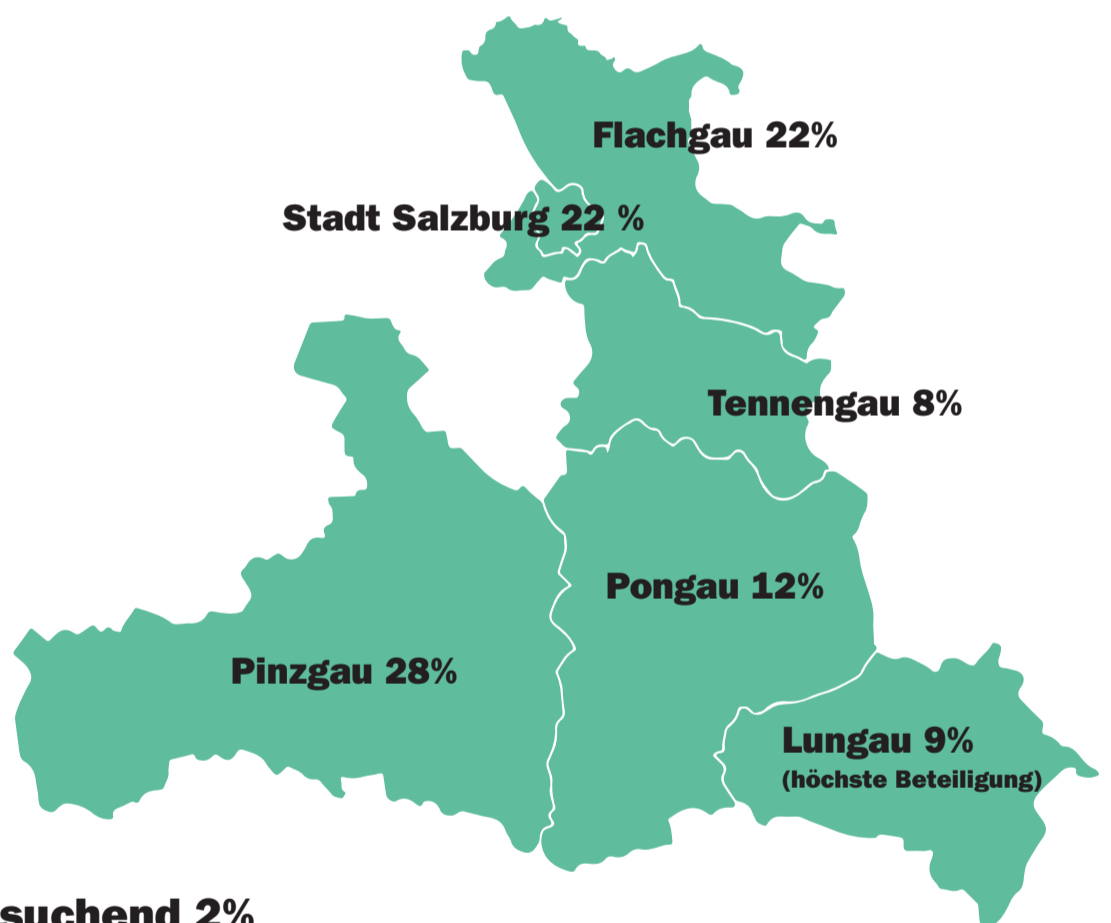 Flachgau 22%
Stadt Salzburg 22 %
Tennengau 8%
Pongau 12%
Pinzgau 28%
Lungau 9%
(höchste Beteiligung)
suchend 2%